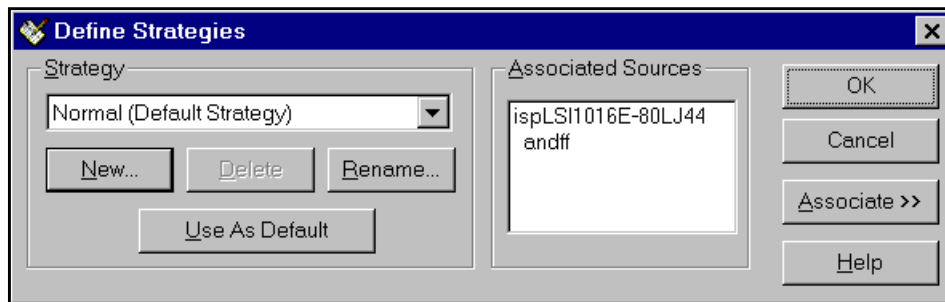 Define Strategies
Strategy
Normal (Default Strategy)
New...
Delete
Rename...
Use As Default
Associated Sources
ispLSI1016E-80LJ44
andff
OK
Cancel
Associate >>
Help